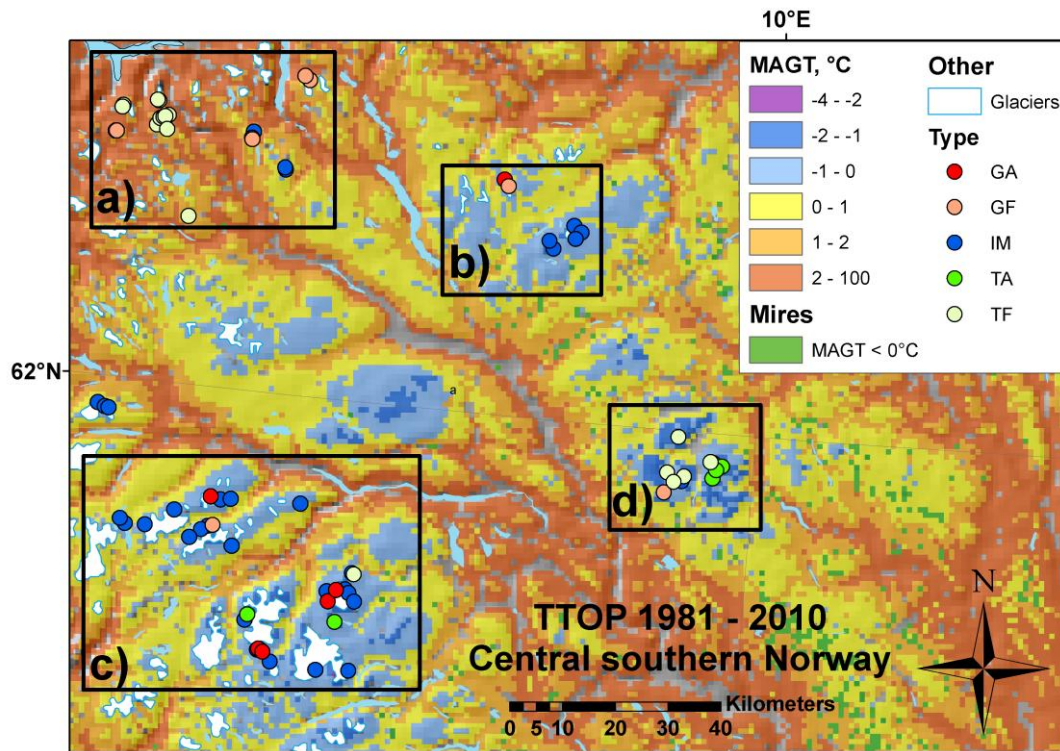 10°E
MAGT, °C
-4 - -2
-2 - -1
-1 - 0
0 - 1
1 - 2
2 - 100
Mires
MAGT < 0°C
Other
Glaciers
Type
GA
GF
IM
TA
TF
a)
b)
62°N
a
d)
c)
TTOP 1981 - 2010
Central southern Norway
N
Kilometers
0 5 10 20 30 40